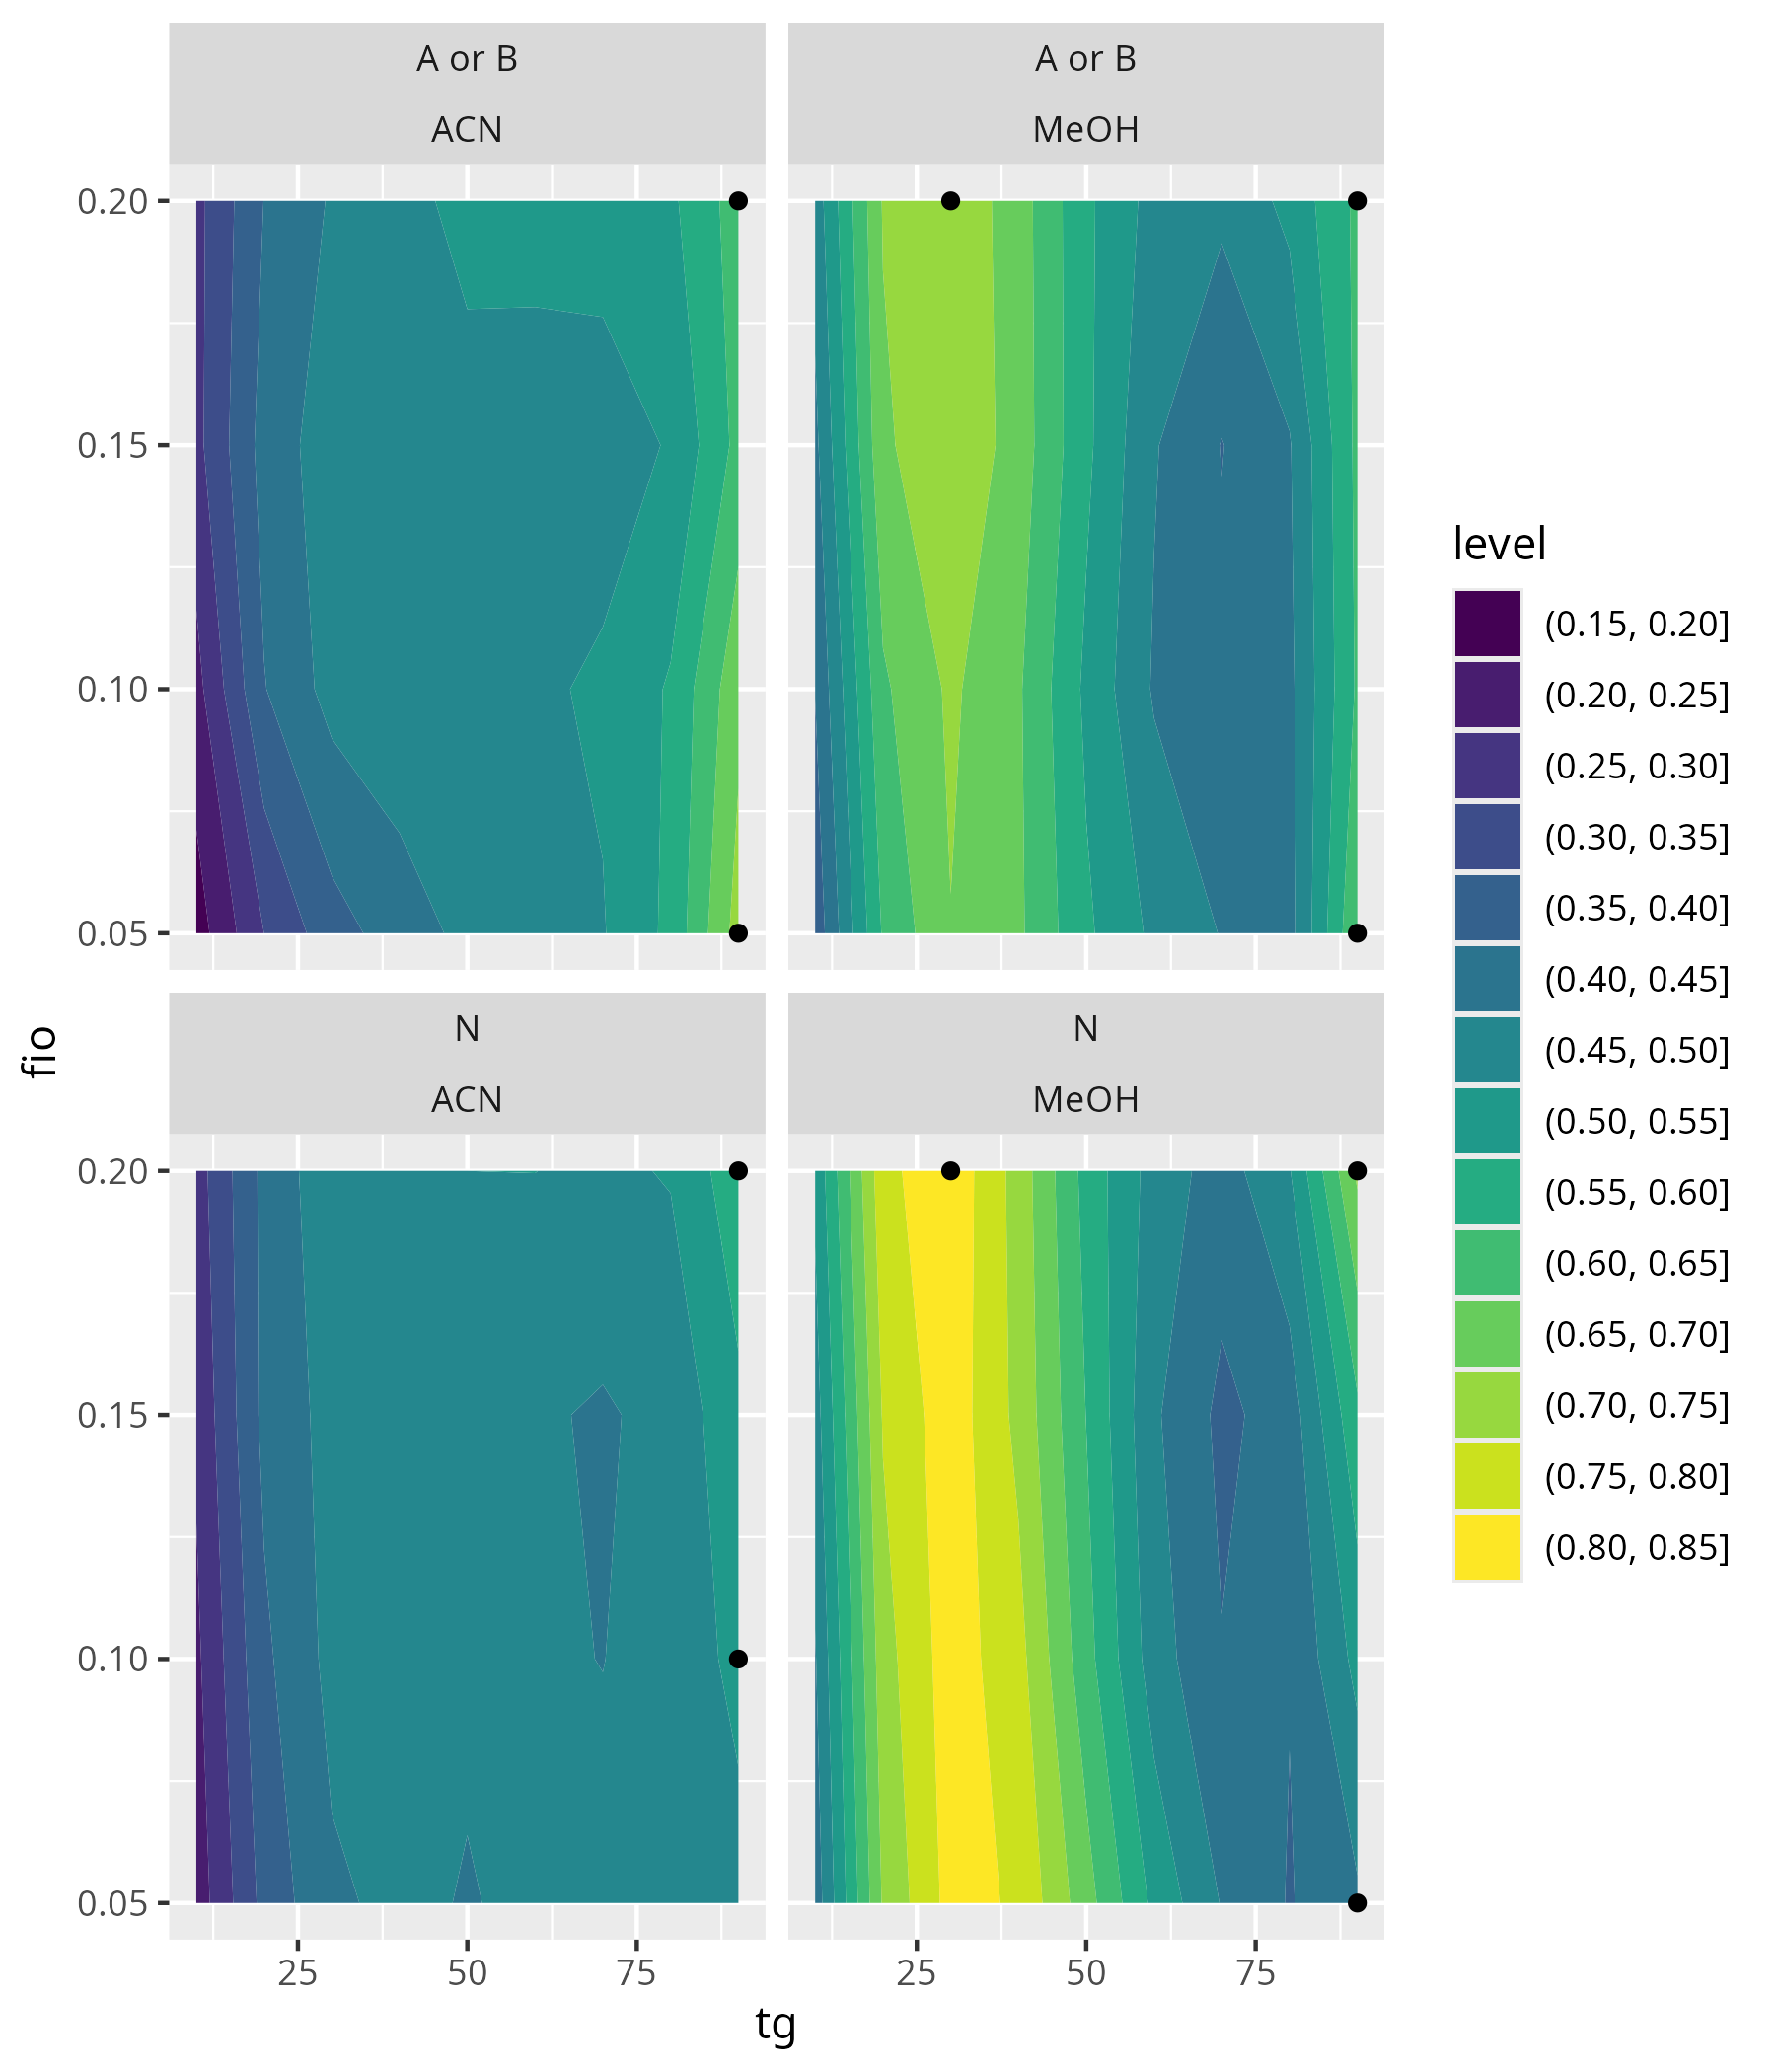 A or B
ACN
A or B
MeOH
0.20
0.15
0.10
0.05
N
ACN
N
MeOH
0.20
0.15
0.10
0.05
25
50
75
25
50
75
tg
fio
level
(0.15, 0.20]
(0.20, 0.25]
(0.25, 0.30]
(0.30, 0.35]
(0.35, 0.40]
(0.40, 0.45]
(0.45, 0.50]
(0.50, 0.55]
(0.55, 0.60]
(0.60, 0.65]
(0.65, 0.70]
(0.70, 0.75]
(0.75, 0.80]
(0.80, 0.85]